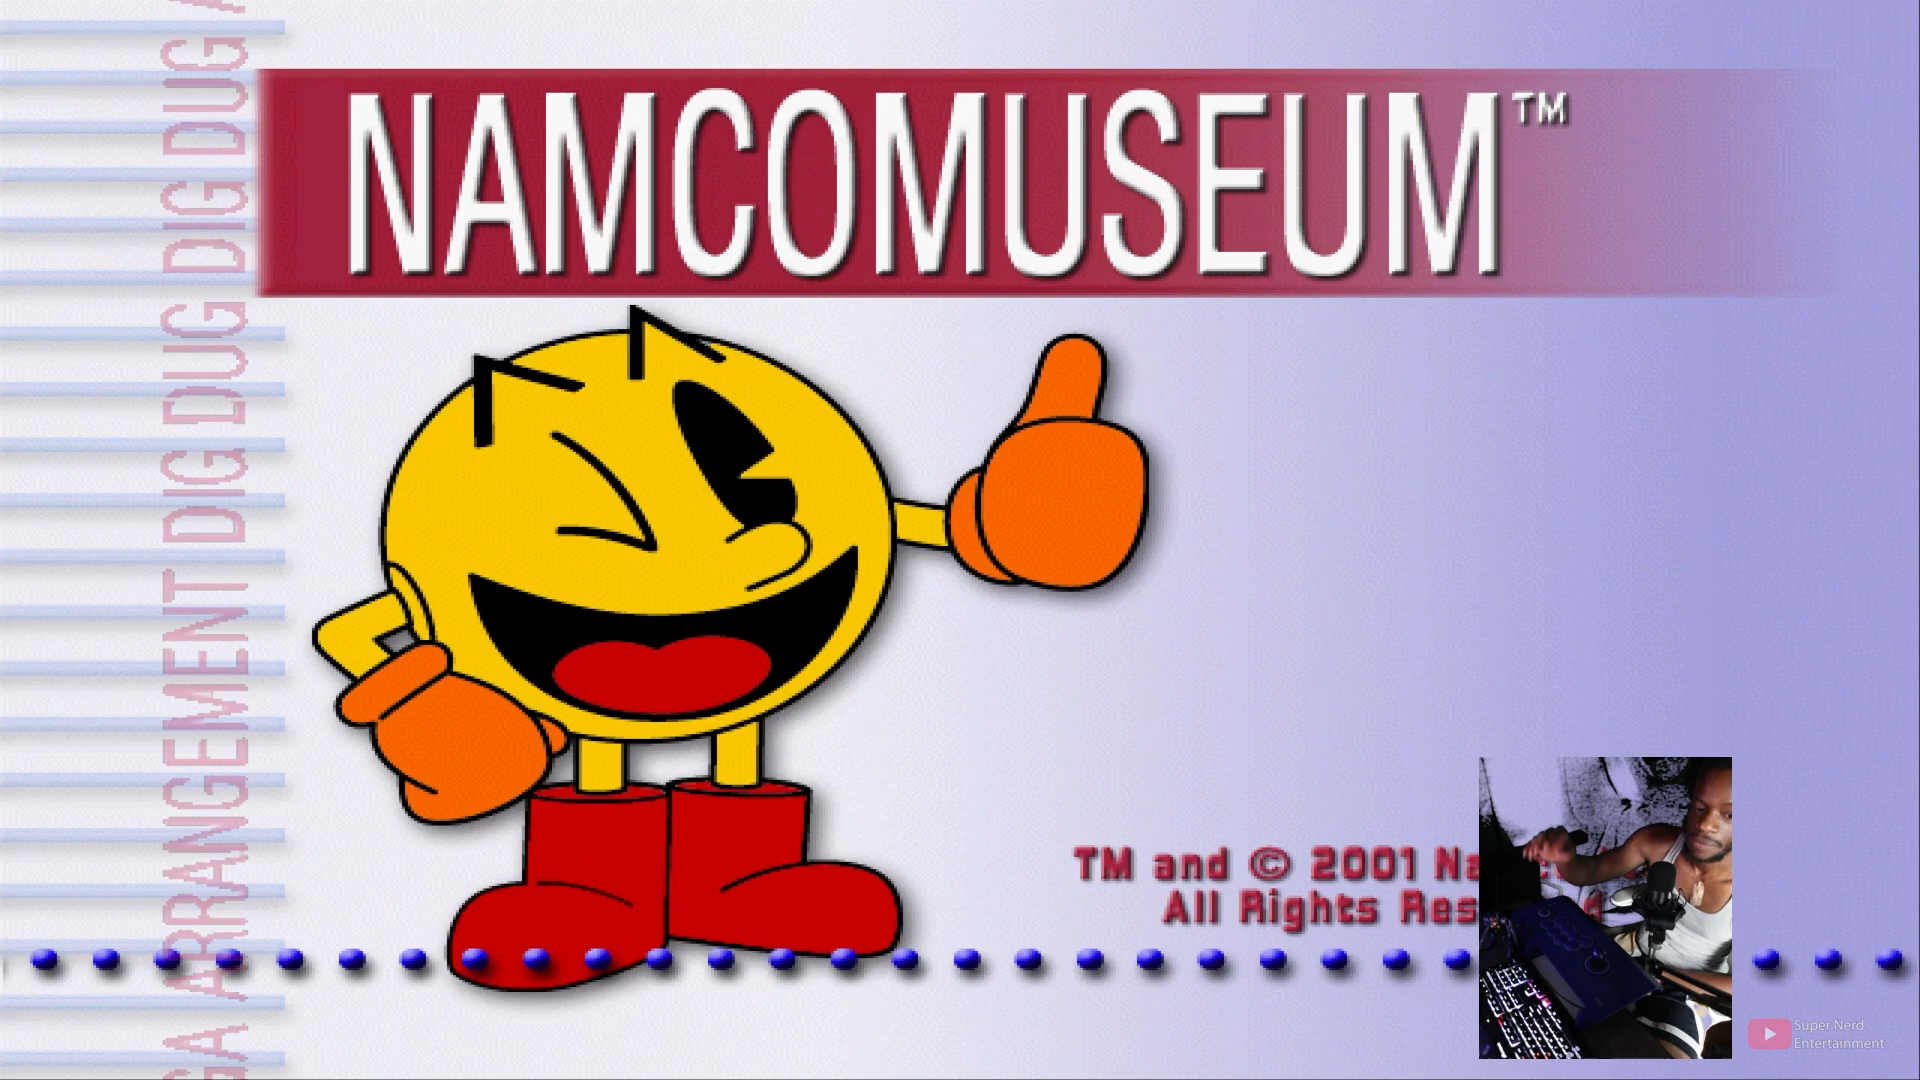 NAMCOMUSEUM™
GA ARRANGEMENT DIG DUG DIG DUG
TM and © 2001 Na
All Rights Res
Super Nerd
Entertainment